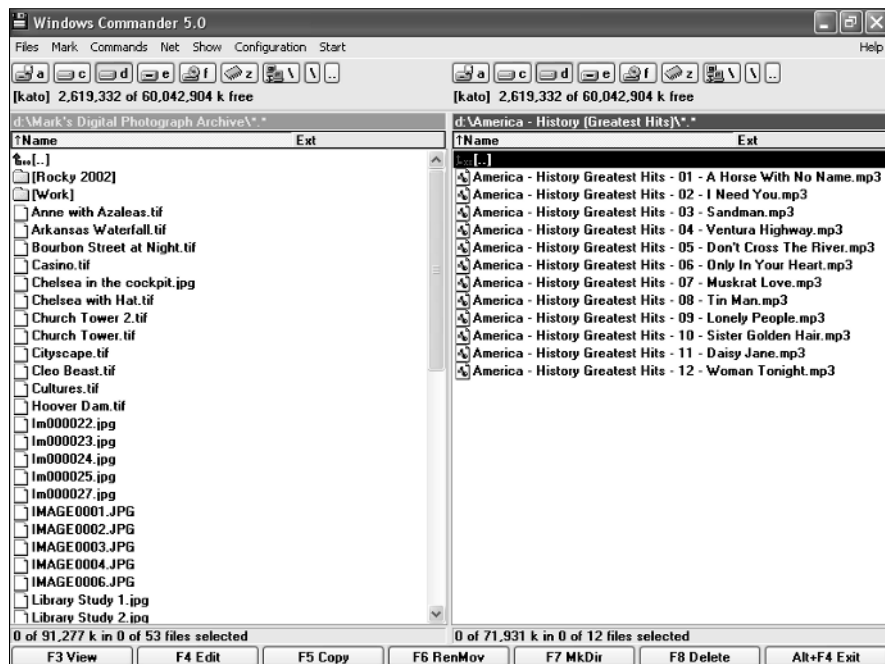 Windows Commander 5.0
Files Mark Commands Net Show Configuration Start Help
a c d e f z \ \ ..
[kato] 2,619,332 of 60,042,904 k free
d:\Mark's Digital Photograph Archive\*.*
↑Name Ext
[..]
[Rocky 2002]
[Work]
Anne with Azaleas.tif
Arkansas Waterfall.tif
Bourbon Street at Night.tif
Casino.tif
Chelsea in the cockpit.jpg
Chelsea with Hat.tif
Church Tower 2.tif
Church Tower.tif
Cityscape.tif
Cleo Beast.tif
Cultures.tif
Hoover Dam.tif
Im000022.jpg
Im000023.jpg
Im000024.jpg
Im000025.jpg
Im000027.jpg
IMAGE0001.JPG
IMAGE0002.JPG
IMAGE0003.JPG
IMAGE0004.JPG
IMAGE0006.JPG
Library Study 1.jpg
Library Study 2.jpg
0 of 91,277 k in 0 of 53 files selected
a c d e f z \ \ ..
[kato] 2,619,332 of 60,042,904 k free
d:\America - History (Greatest Hits)\*.*
↑Name Ext
[..]
America - History Greatest Hits - 01 - A Horse With No Name.mp3
America - History Greatest Hits - 02 - I Need You.mp3
America - History Greatest Hits - 03 - Sandman.mp3
America - History Greatest Hits - 04 - Ventura Highway.mp3
America - History Greatest Hits - 05 - Don't Cross The River.mp3
America - History Greatest Hits - 06 - Only In Your Heart.mp3
America - History Greatest Hits - 07 - Muskrat Love.mp3
America - History Greatest Hits - 08 - Tin Man.mp3
America - History Greatest Hits - 09 - Lonely People.mp3
America - History Greatest Hits - 10 - Sister Golden Hair.mp3
America - History Greatest Hits - 11 - Daisy Jane.mp3
America - History Greatest Hits - 12 - Woman Tonight.mp3
0 of 71,931 k in 0 of 12 files selected
F3 View F4 Edit F5 Copy F6 RenMov F7 MkDir F8 Delete Alt+F4 Exit